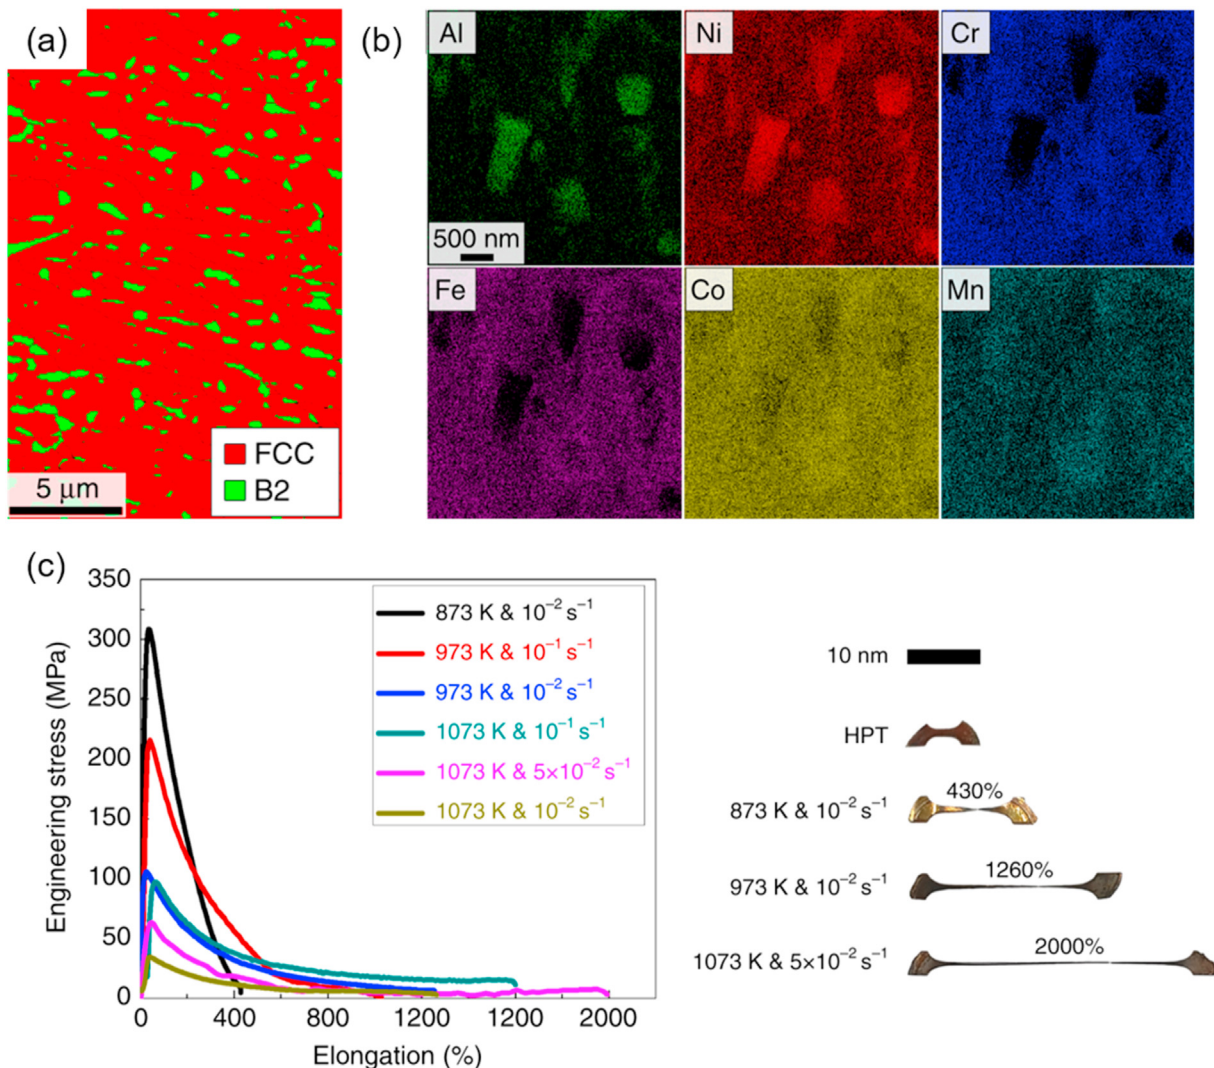 (a)
FCC
B2
5 μm
(b)
Al
Ni
Cr
500 nm
Fe
Co
Mn
(c)
Engineering stress (MPa)
350
300
250
200
150
100
50
0
0 400 800 1200 1200 2000
Elongation (%)
873 K & 10⁻² s⁻¹
973 K & 10⁻¹ s⁻¹
973 K & 10⁻² s⁻¹
1073 K & 10⁻¹ s⁻¹
1073 K & 5×10⁻² s⁻¹
1073 K & 10⁻² s⁻¹
10 nm
HPT
430%
873 K & 10⁻² s⁻¹
1260%
973 K & 10⁻² s⁻¹
2000%
1073 K & 5×10⁻² s⁻¹